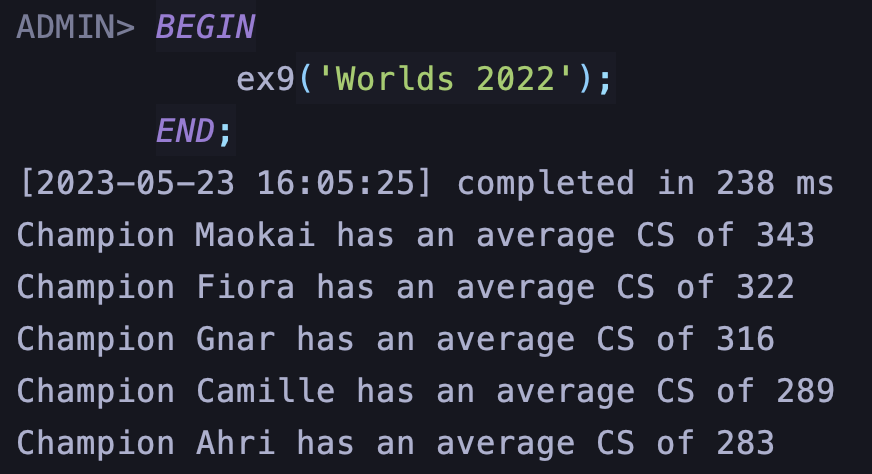 ADMIN> BEGIN
ex9('Worlds 2022');
END;
[2023-05-23 16:05:25] completed in 238 ms
Champion Maokai has an average CS of 343
Champion Fiora has an average CS of 322
Champion Gnar has an average CS of 316
Champion Camille has an average CS of 289
Champion Ahri has an average CS of 283